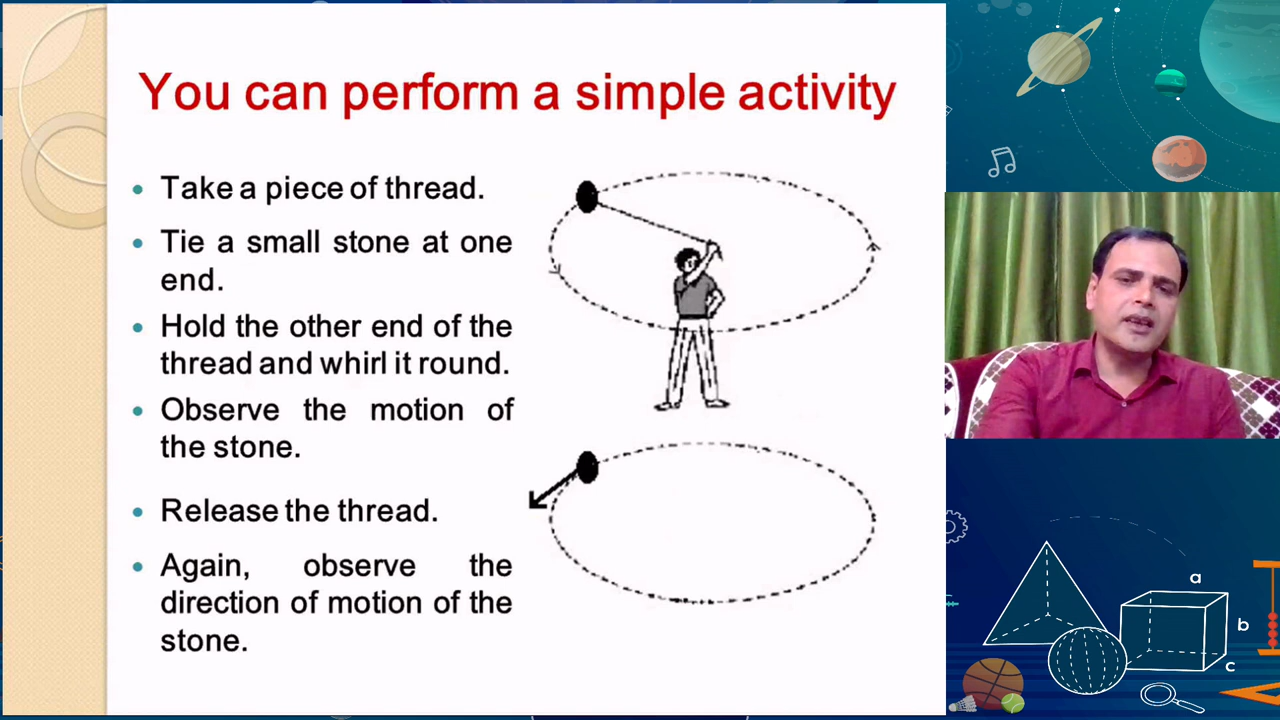 You can perform a simple activity
• Take a piece of thread.
• Tie a small stone at one
end.
• Hold the other end of the
thread and whirl it round.
• Observe the motion of
the stone.
• Release the thread.
• Again, observe the
direction of motion of the
stone.
a
b
c